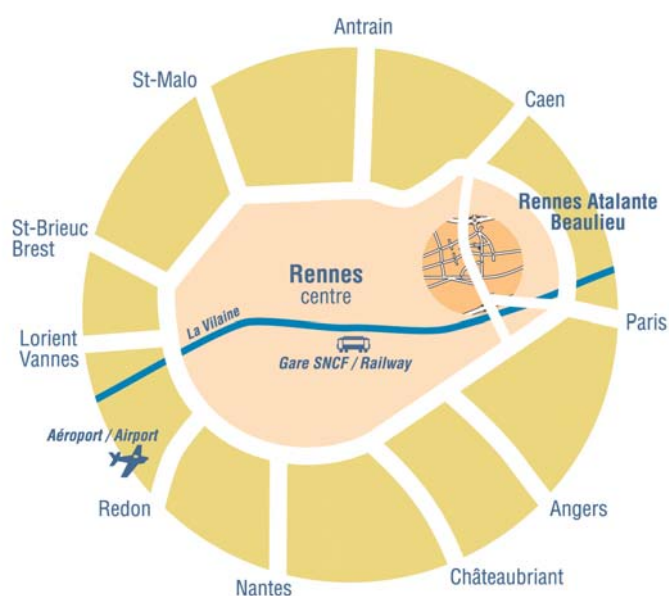 Antrain
St-Malo
Caen
Rennes Atalante
Beaulieu
St-Brieuc
Brest
Rennes
centre
La Vilaine
Paris
Lorient
Vannes
Gare SNCF / Railway
Aéroport / Airport
Redon
Angers
Châteaubriant
Nantes